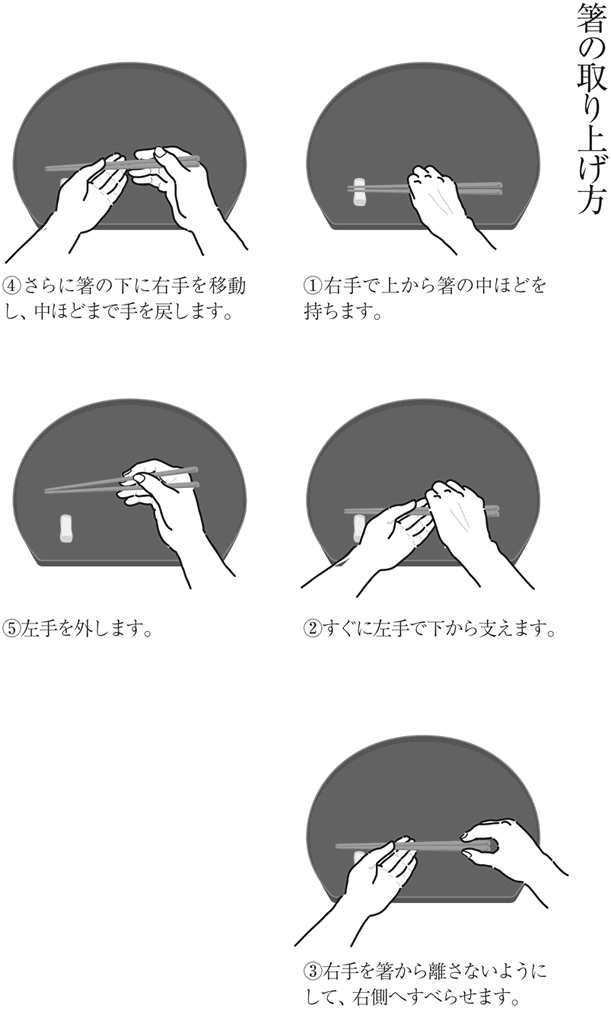 箸の取り上げ方
①右手で上から箸の中ほどを
持ちます。
②すぐに左手で下から支えます。
③右手を箸から離さないように
して、右側へすべらせます。
④さらに箸の下に右手を移動
し、中ほどまで手を戻します。
⑤左手を外します。